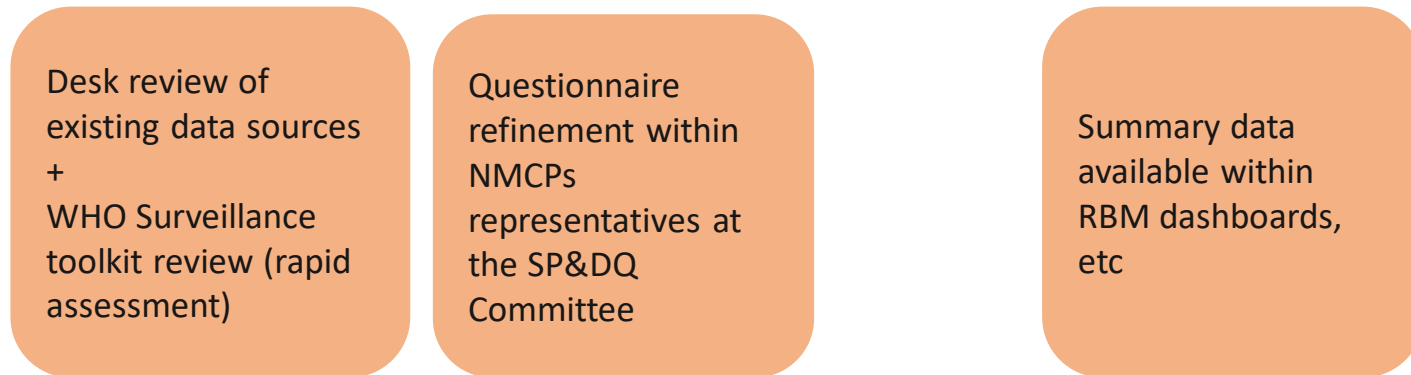 Desk review of
existing data sources
+
WHO Surveillance
toolkit review (rapid
assessment)
Questionnaire
refinement within
NMCPs
representatives at
the SP&DQ
Committee
Summary data
available within
RBM dashboards,
etc